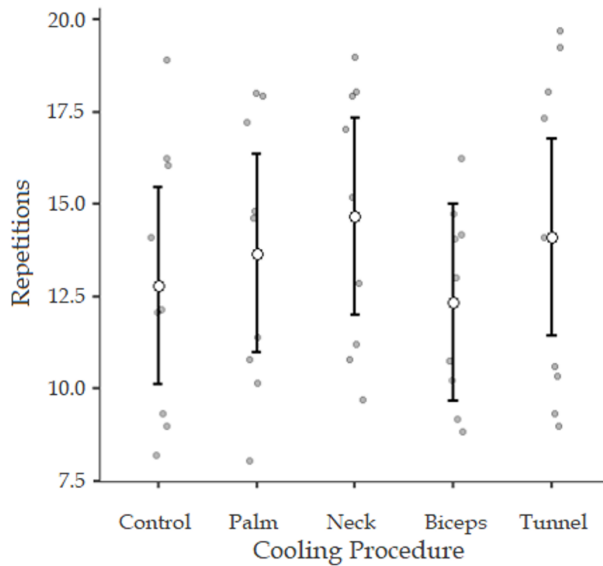 20.0
17.5
15.0
12.5
10.0
7.5
Repetitions
Control Palm Neck Biceps Tunnel
Cooling Procedure